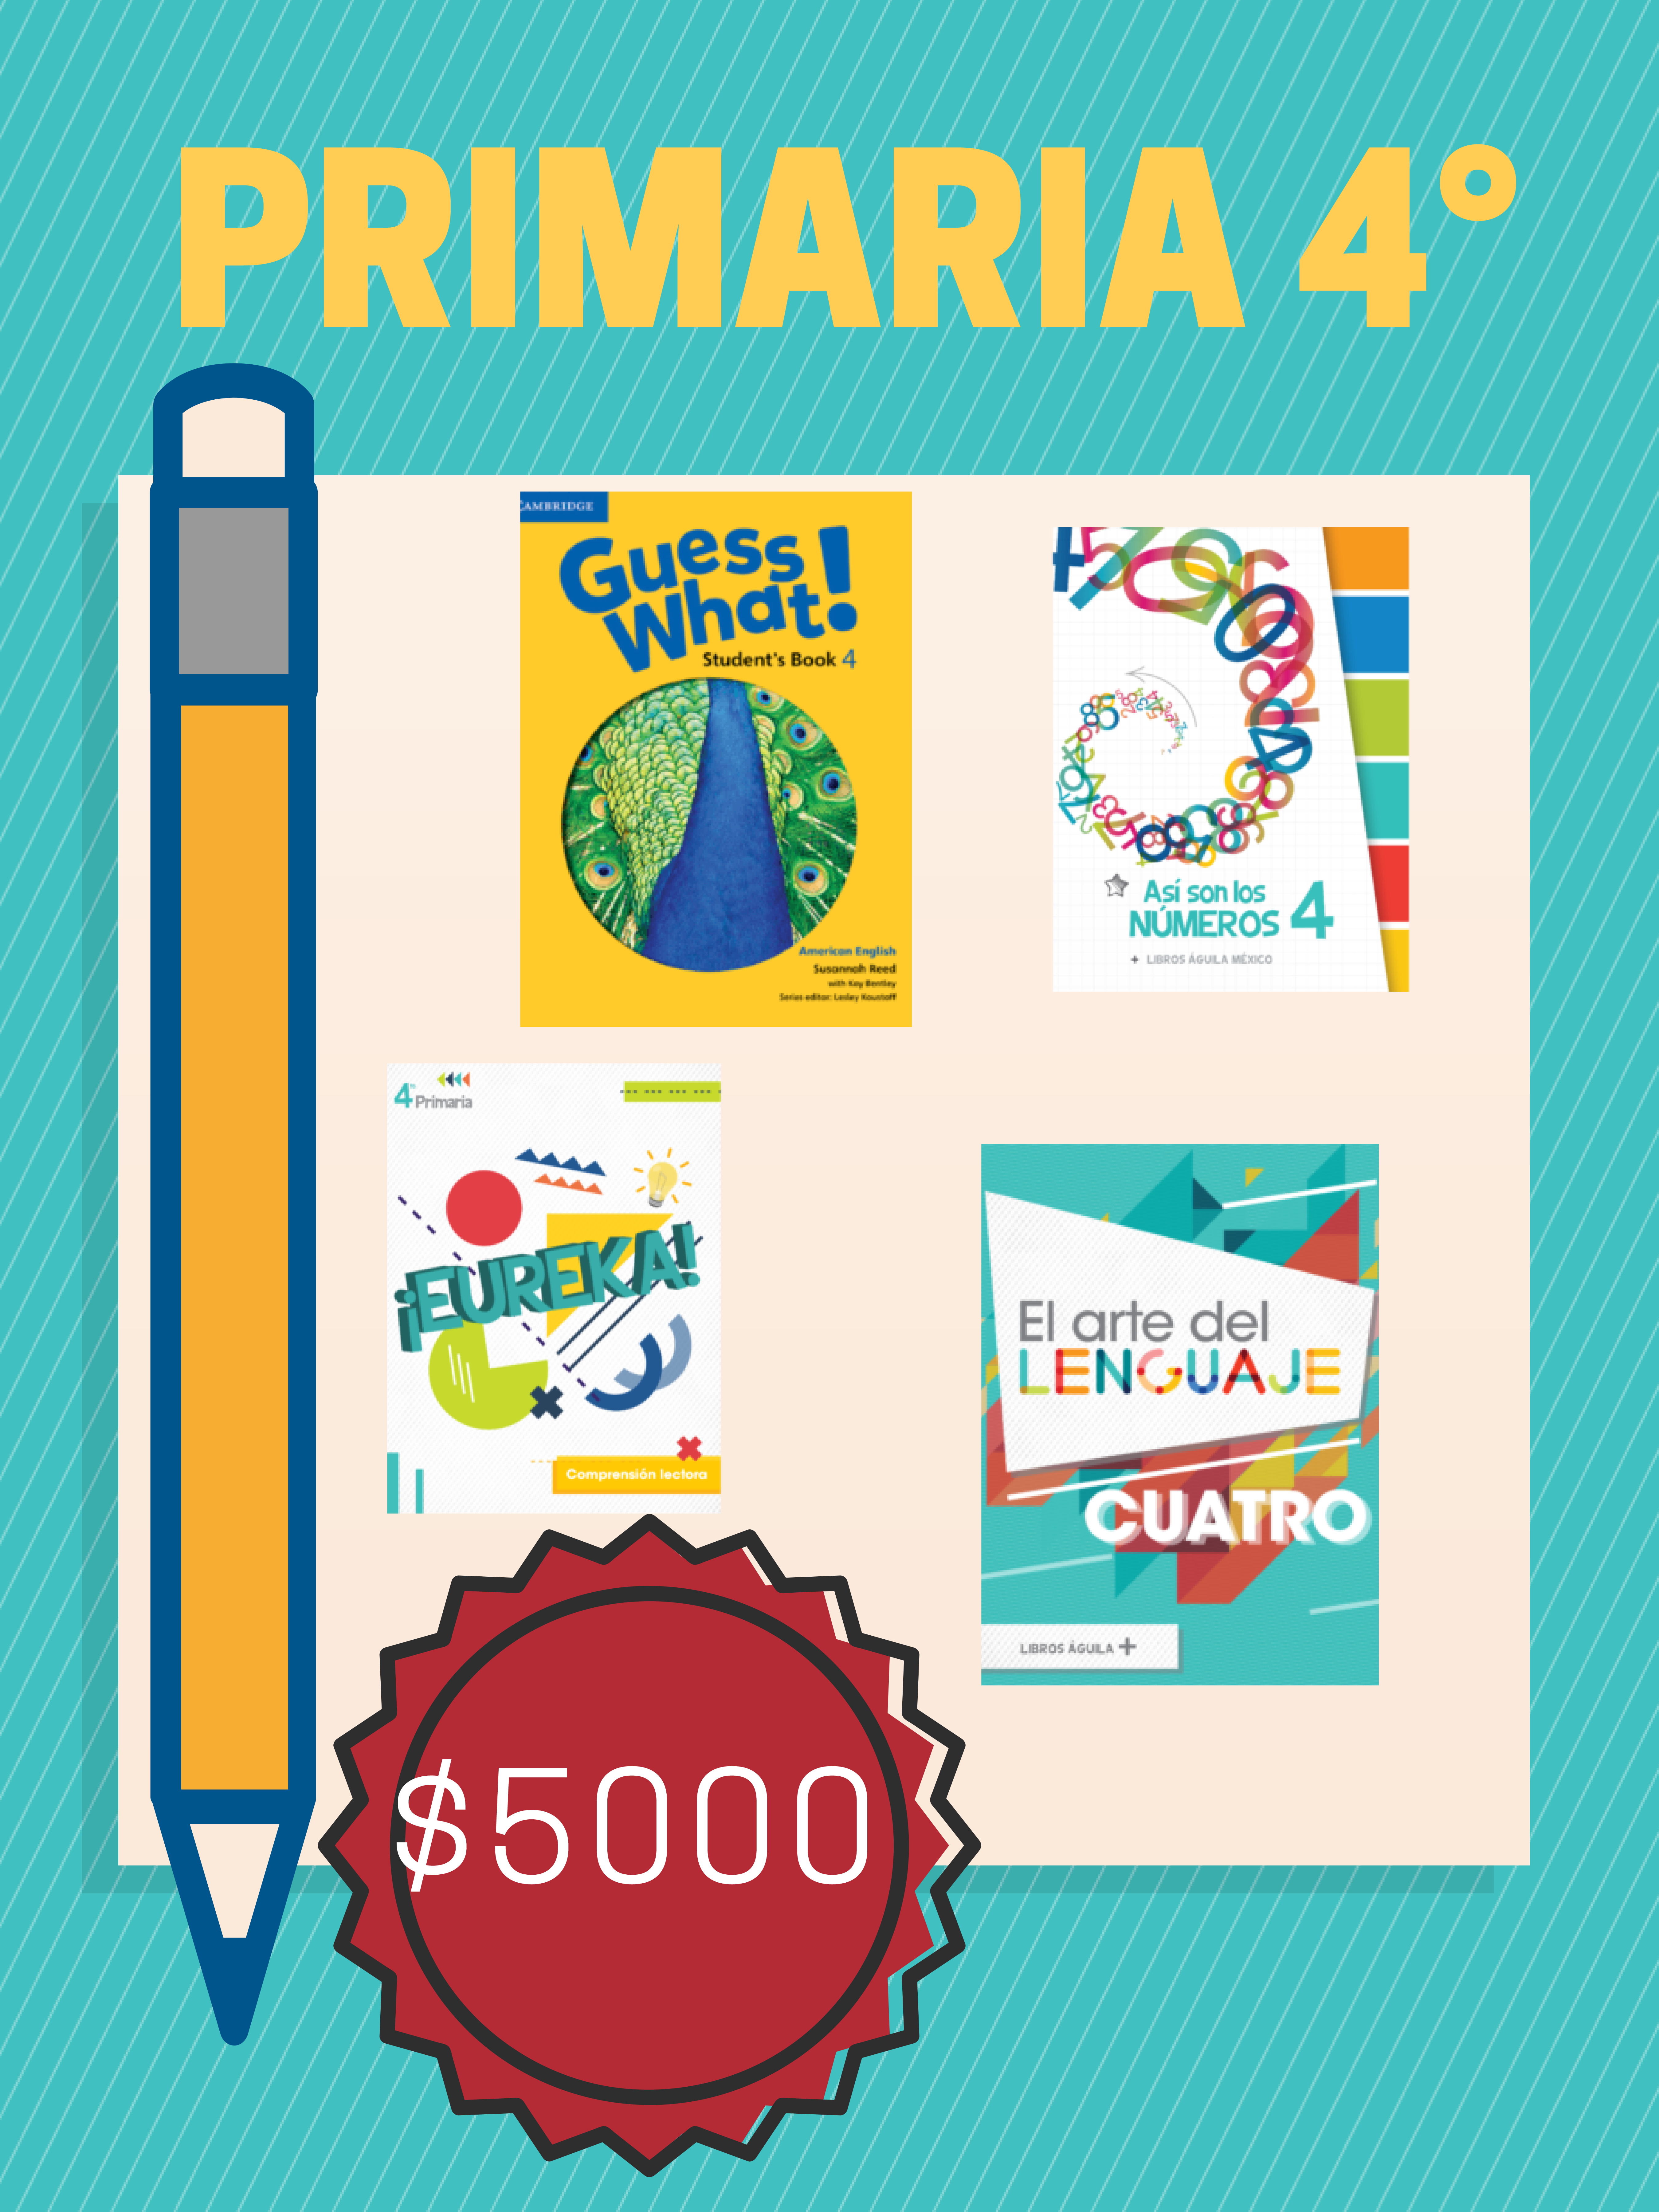 PRIMARIA 4°
CAMBRIDGE
Guess
What!
Student's Book 4
American English
Susannah Reed
with Kay Bentley
Series editor: Lesley Koustaff
Así son los
NÚMEROS 4
+ LIBROS ÁGUILA MÉXICO
4to Primaria
¡EUREKA!
Comprensión lectora
El arte del
LENGUAJE
CUATRO
LIBROS ÁGUILA +
$5000